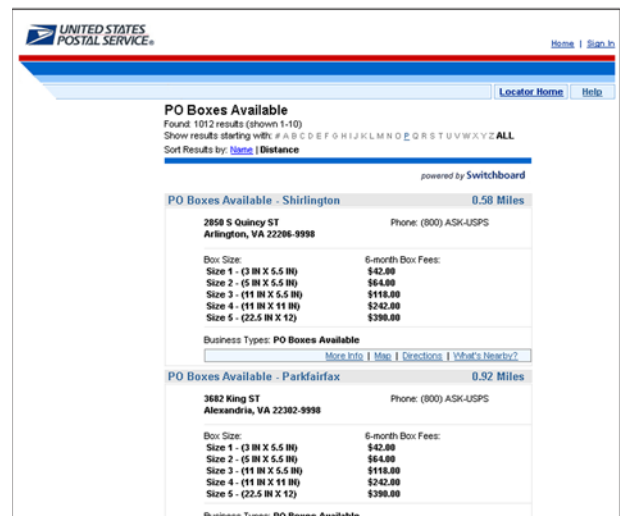 UNITED STATES
POSTAL SERVICE®
Home | Sign In
Locator Home Help
PO Boxes Available
Found: 1012 results (shown 1-10)
Show results starting with: # A B C D E F G H I J K L M N O P Q R S T U V W X Y Z ALL
Sort Results by: Name | Distance
powered by Switchboard
PO Boxes Available - Shirlington 0.58 Miles
2850 S Quincy ST Phone: (800) ASK-USPS
Arlington, VA 22206-9998
Box Size: 6-month Box Fees:
Size 1 - (3 IN X 5.5 IN) $42.00
Size 2 - (5 IN X 5.5 IN) $64.00
Size 3 - (11 IN X 5.5 IN) $118.00
Size 4 - (11 IN X 11 IN) $242.00
Size 5 - (22.5 IN X 12) $390.00
Business Types: PO Boxes Available
More Info | Map | Directions | What's Nearby?
PO Boxes Available - Parkfairfax 0.92 Miles
3682 King ST Phone: (800) ASK-USPS
Alexandria, VA 22302-9998
Box Size: 6-month Box Fees:
Size 1 - (3 IN X 5.5 IN) $42.00
Size 2 - (5 IN X 5.5 IN) $64.00
Size 3 - (11 IN X 5.5 IN) $118.00
Size 4 - (11 IN X 11 IN) $242.00
Size 5 - (22.5 IN X 12) $390.00
Business Types: PO Boxes Available